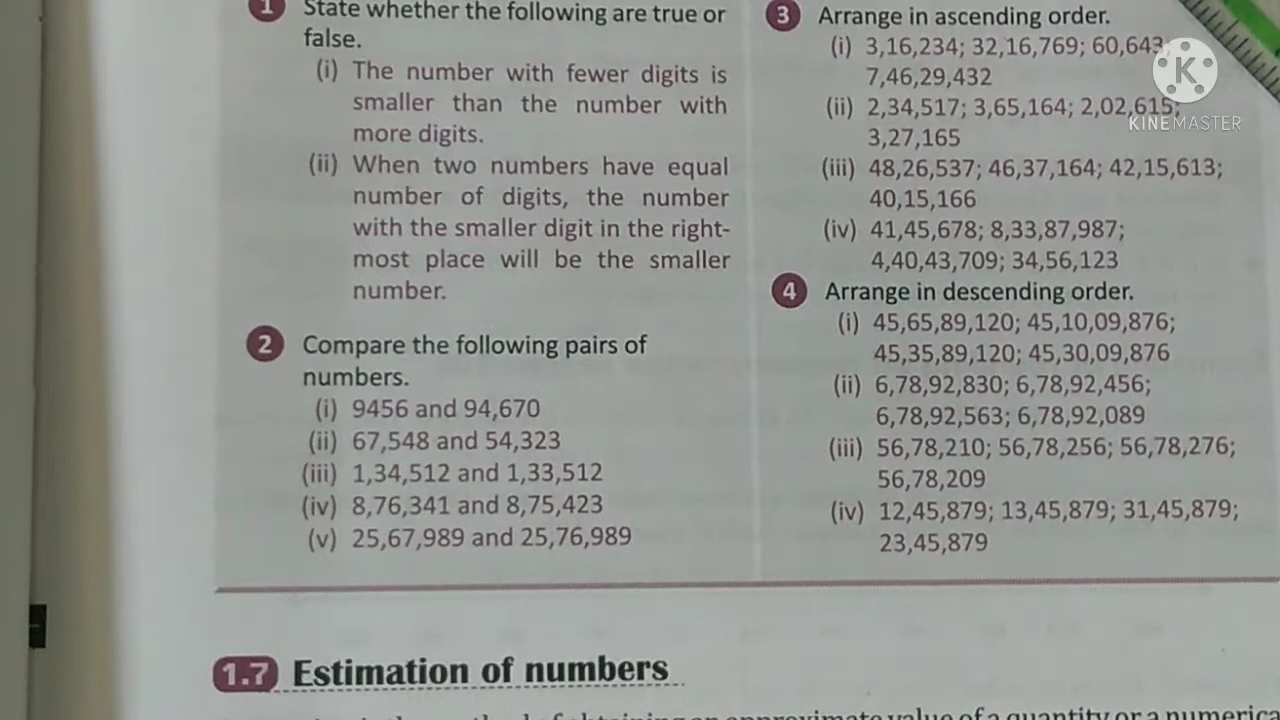 1 State whether the following are true or
false.
(i) The number with fewer digits is
smaller than the number with
more digits.
(ii) When two numbers have equal
number of digits, the number
with the smaller digit in the right-
most place will be the smaller
number.
2 Compare the following pairs of
numbers.
(i) 9456 and 94,670
(ii) 67,548 and 54,323
(iii) 1,34,512 and 1,33,512
(iv) 8,76,341 and 8,75,423
(v) 25,67,989 and 25,76,989
3 Arrange in ascending order.
(i) 3,16,234; 32,16,769; 60,643;
7,46,29,432
(ii) 2,34,517; 3,65,164; 2,02,615;
3,27,165
(iii) 48,26,537; 46,37,164; 42,15,613;
40,15,166
(iv) 41,45,678; 8,33,87,987;
4,40,43,709; 34,56,123
4 Arrange in descending order.
(i) 45,65,89,120; 45,10,09,876;
45,35,89,120; 45,30,09,876
(ii) 6,78,92,830; 6,78,92,456;
6,78,92,563; 6,78,92,089
(iii) 56,78,210; 56,78,256; 56,78,276;
56,78,209
(iv) 12,45,879; 13,45,879; 31,45,879;
23,45,879
K
KINEMASTER
1.7 Estimation of numbers
of obtaining an approximate value of a quantity or a